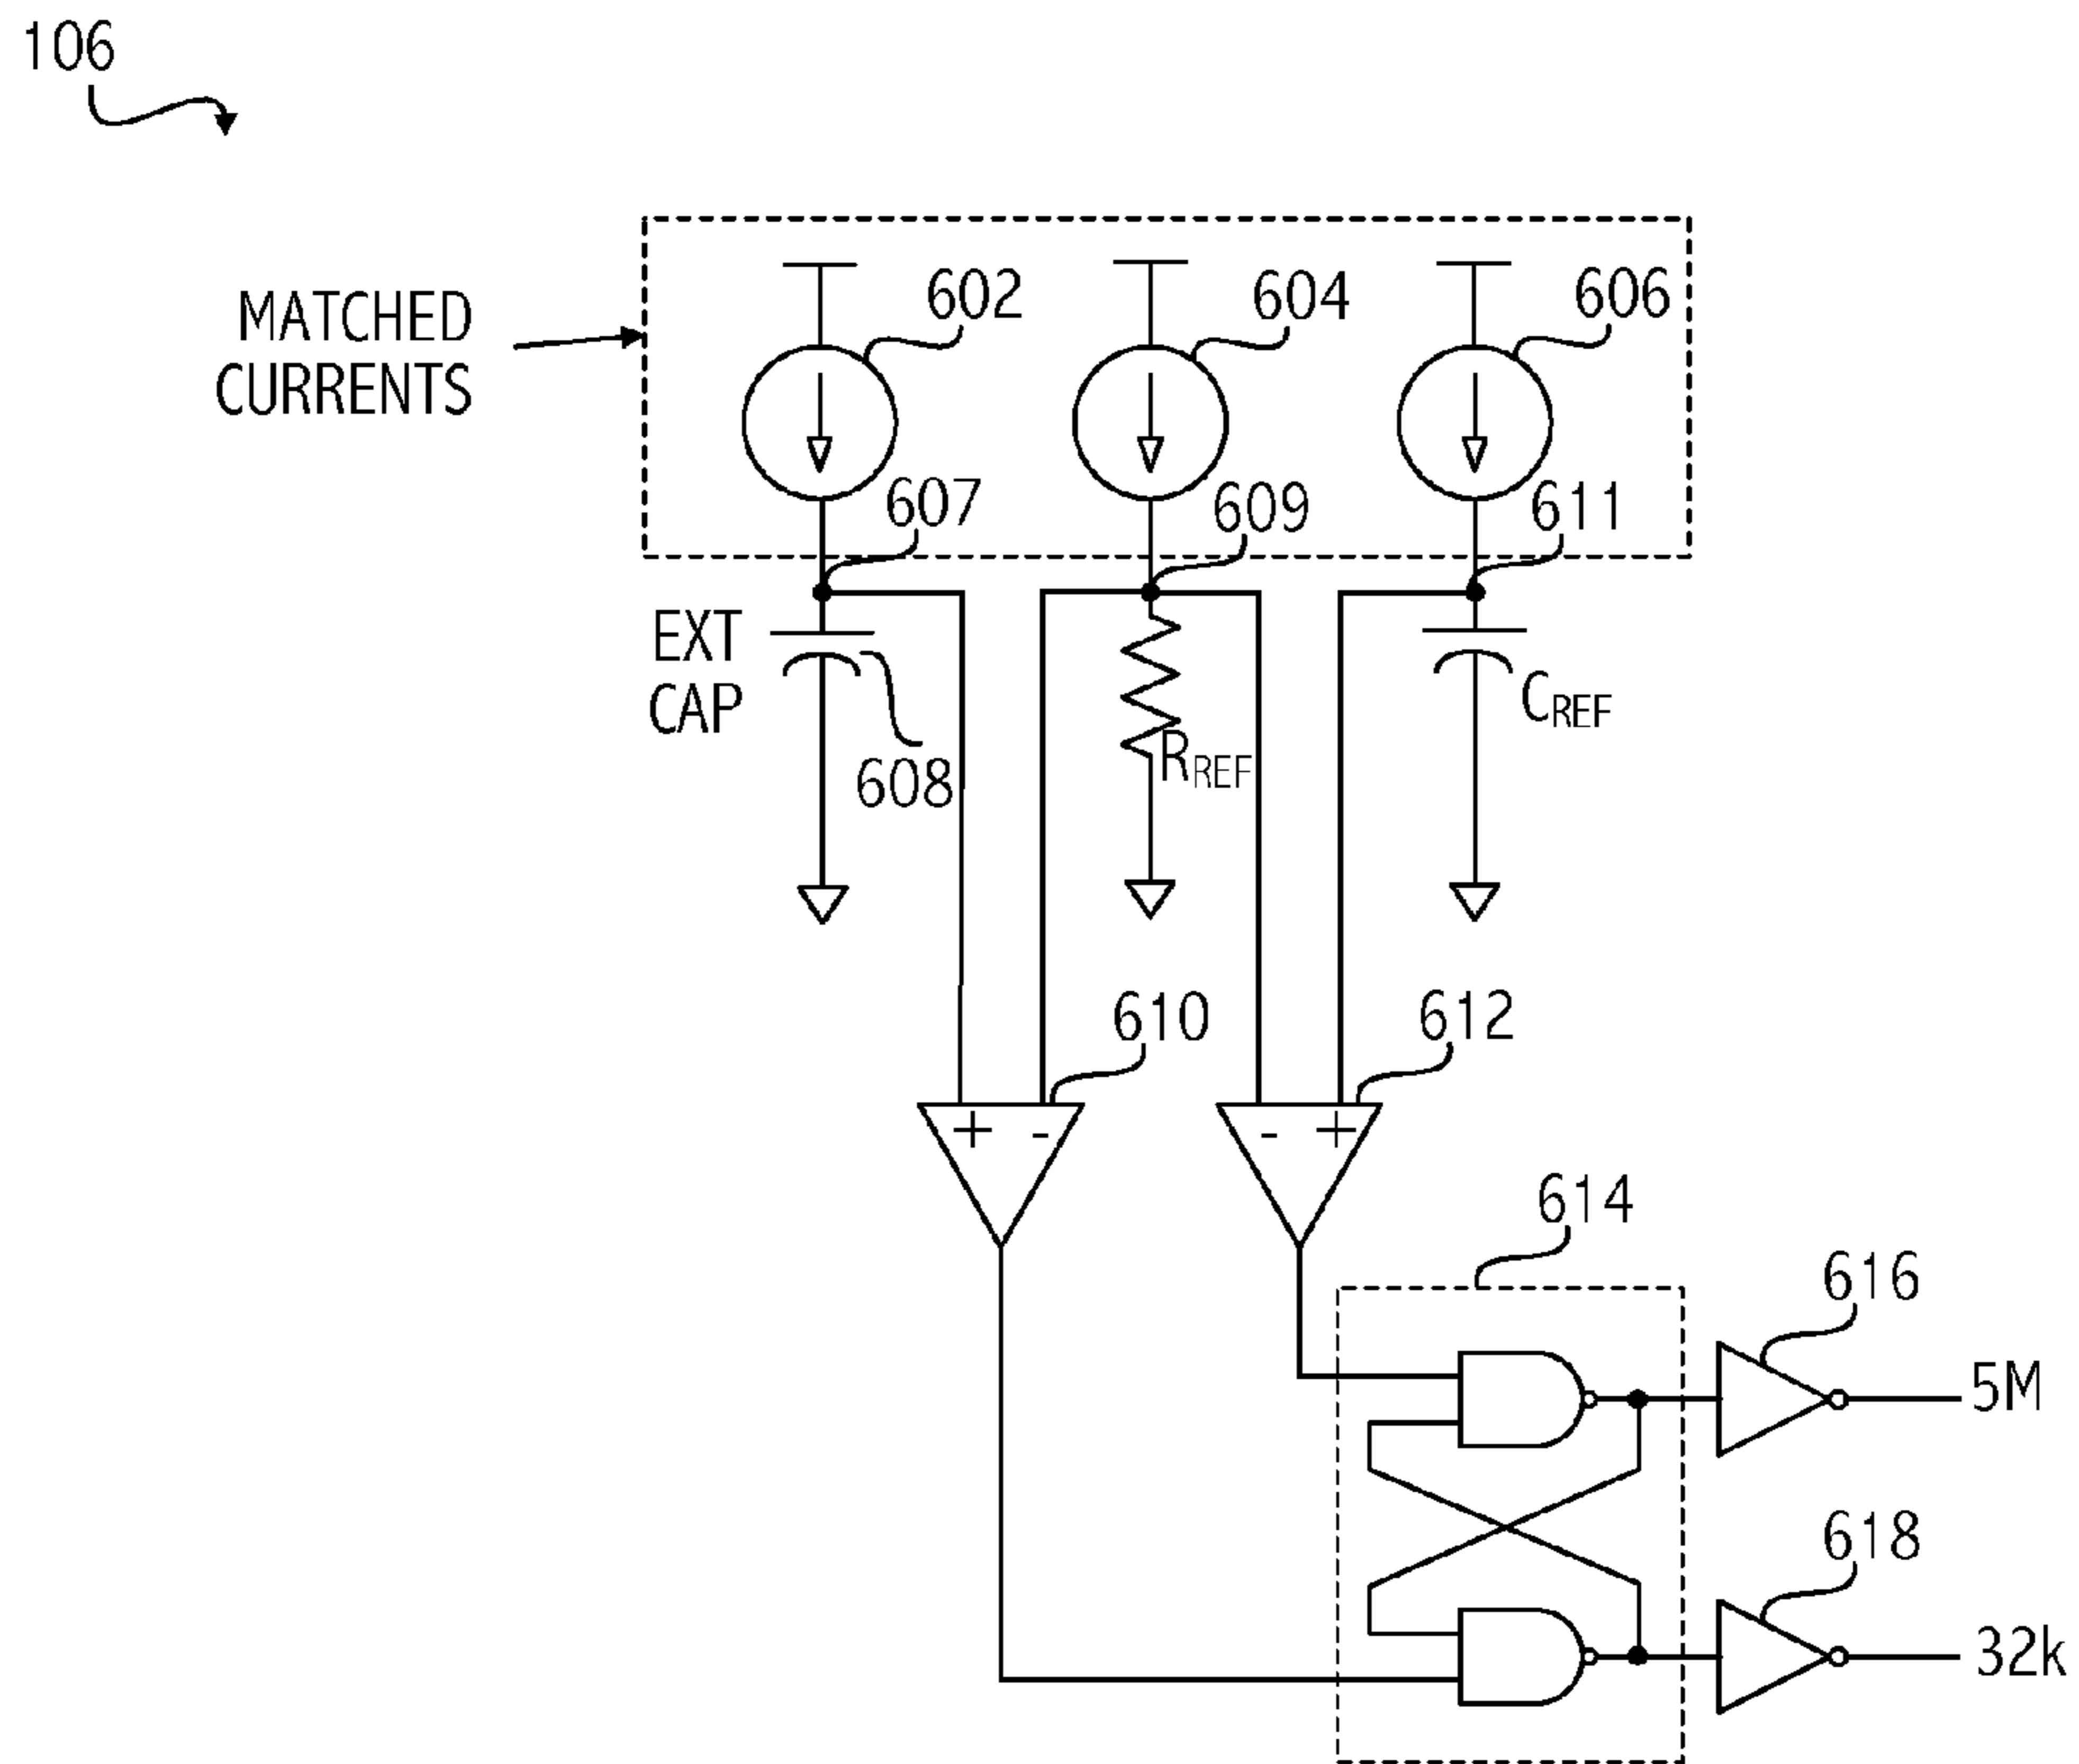 106
MATCHED
CURRENTS
602
604
606
607
609
611
EXT
CAP
608
RREF
CREF
610
612
+ -
- +
614
616
5M
618
32k